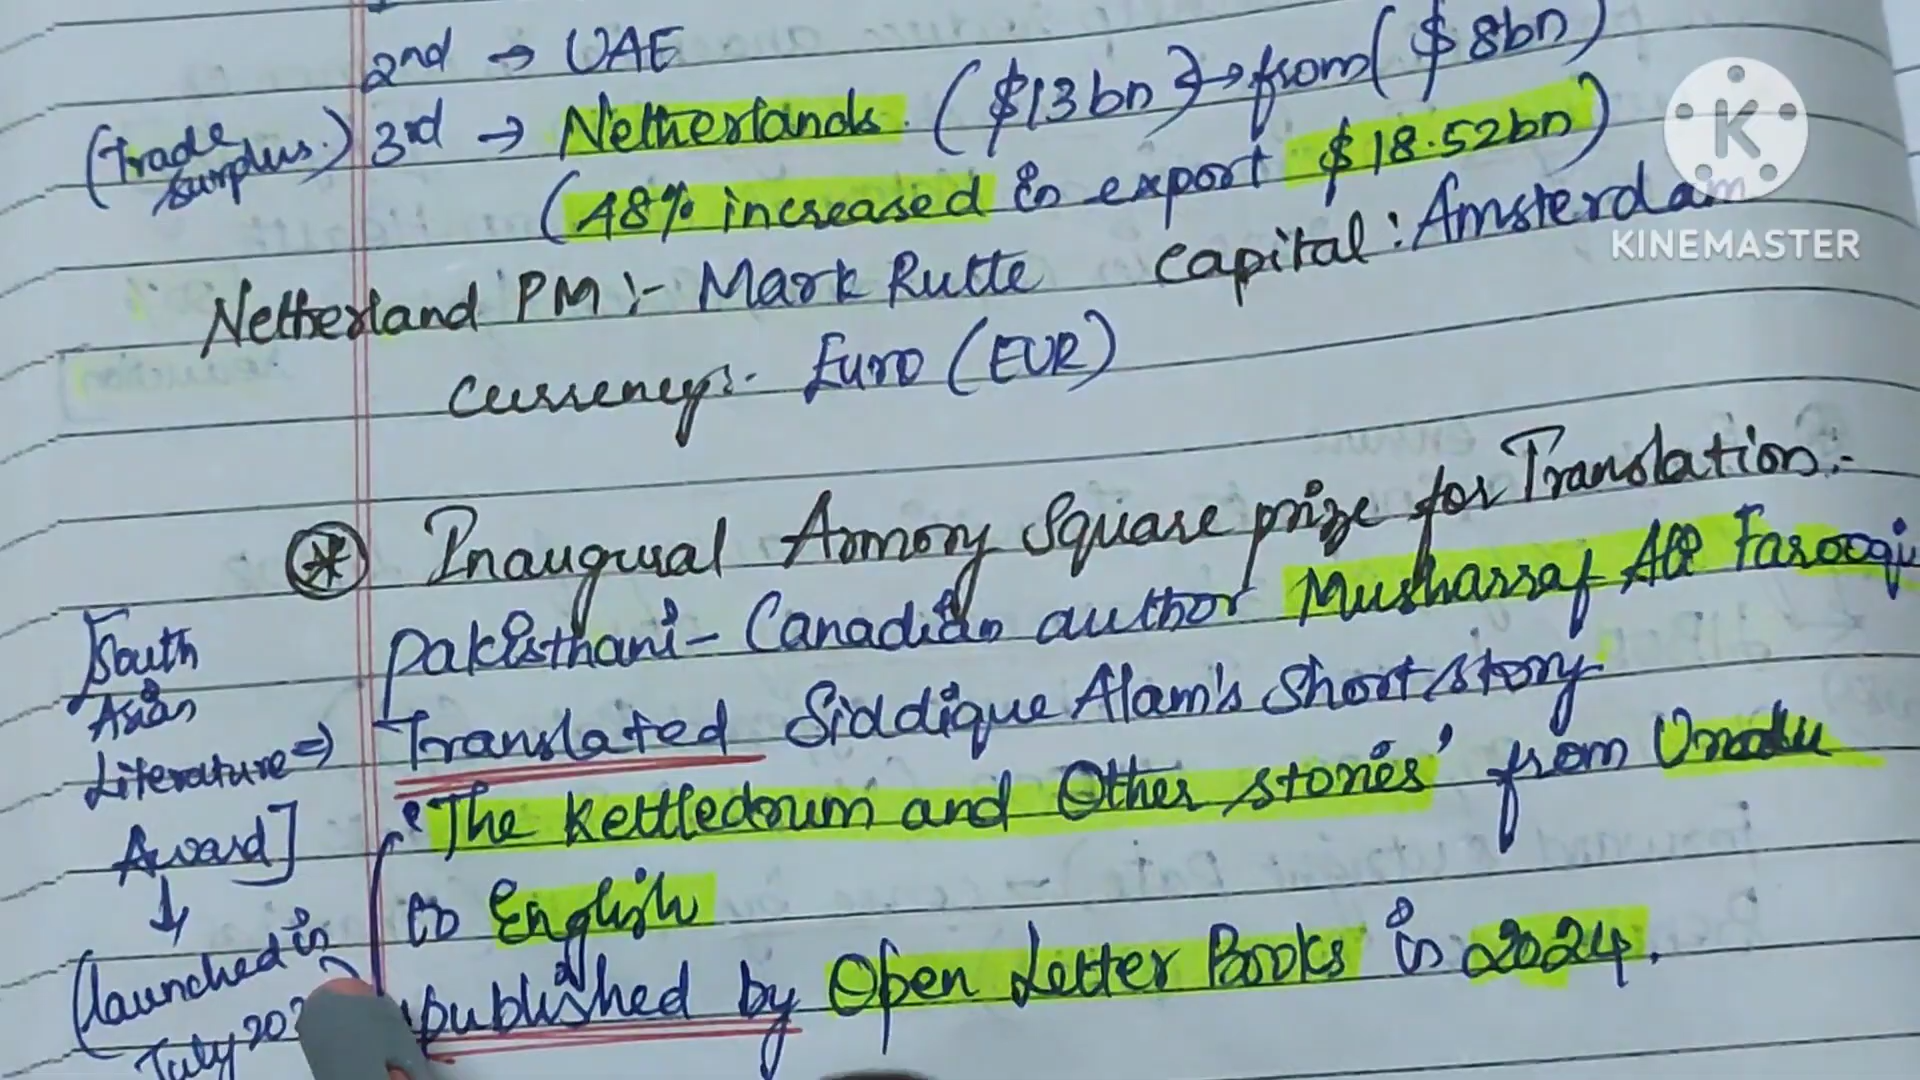 2nd → UAE
(Trade surplus.) 3rd → Netherlands. ($13bn) → from ($8bn)
(48% increased in export $18.52bn)
Netherland PM:- Mark Rutte capital: Amsterdam
currency:- Euro (EUR)
KINEMASTER
Inaugural Armory Square prize for Translation:-
Pakisthani-Canadian author Musharraf Ali Farooqi
Translated Siddique Alam's Short story
'The Kettledrum and Other stories' from Urdu
to English
published by Open Letter Books in 2024.
[South
Asian
Literature ⇒
Award]
↓
(launched in
July